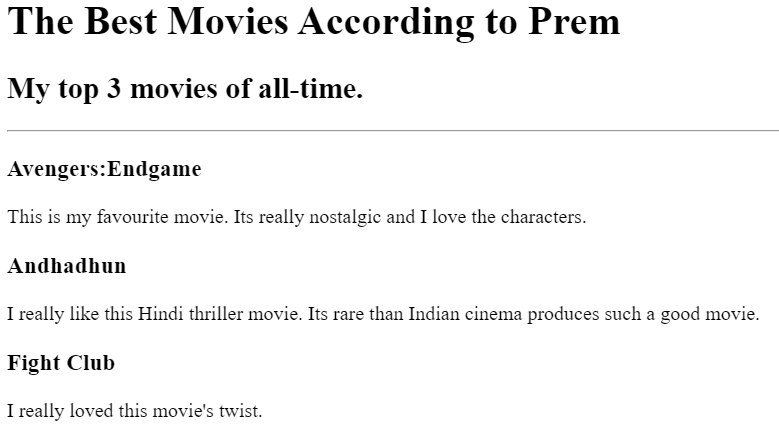 The Best Movies According to Prem
My top 3 movies of all-time.
Avengers:Endgame
This is my favourite movie. Its really nostalgic and I love the characters.
Andhadhun
I really like this Hindi thriller movie. Its rare than Indian cinema produces such a good movie.
Fight Club
I really loved this movie's twist.